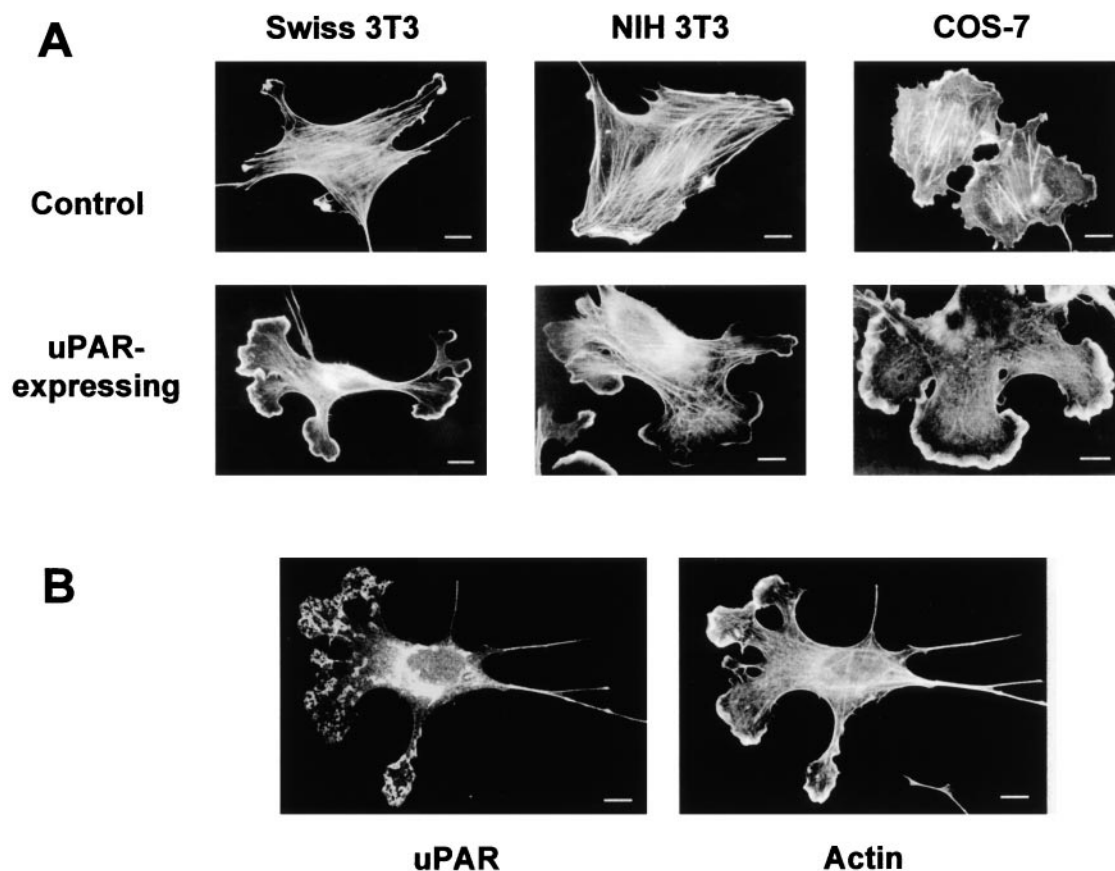 A
Swiss 3T3 NIH 3T3 COS-7
Control
uPAR-
expressing
B
uPAR Actin